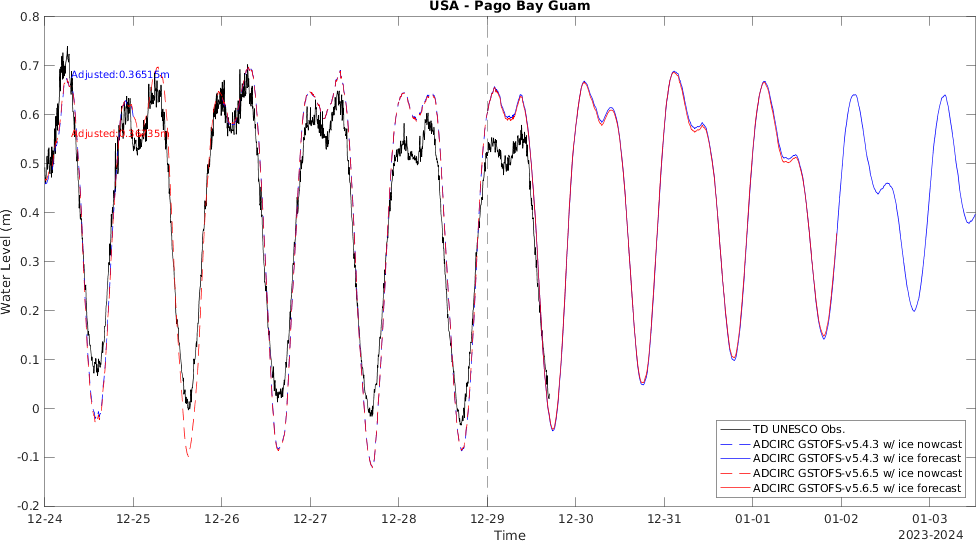 USA - Pago Bay Guam
0.8
0.7
0.6
0.5
0.4
0.3
0.2
0.1
0
-0.1
-0.2
Water Level (m)
Adjusted:0.36515m
TD UNESCO Obs.
ADCIRC GSTOFS-v5.4.3 w/ ice nowcast
ADCIRC GSTOFS-v5.4.3 w/ ice forecast
ADCIRC GSTOFS-v5.6.5 w/ ice nowcast
ADCIRC GSTOFS-v5.6.5 w/ ice forecast
12-24 12-25 12-26 12-27 12-28 12-29 12-30 12-31 01-01 01-02 01-03
Time
2023-2024